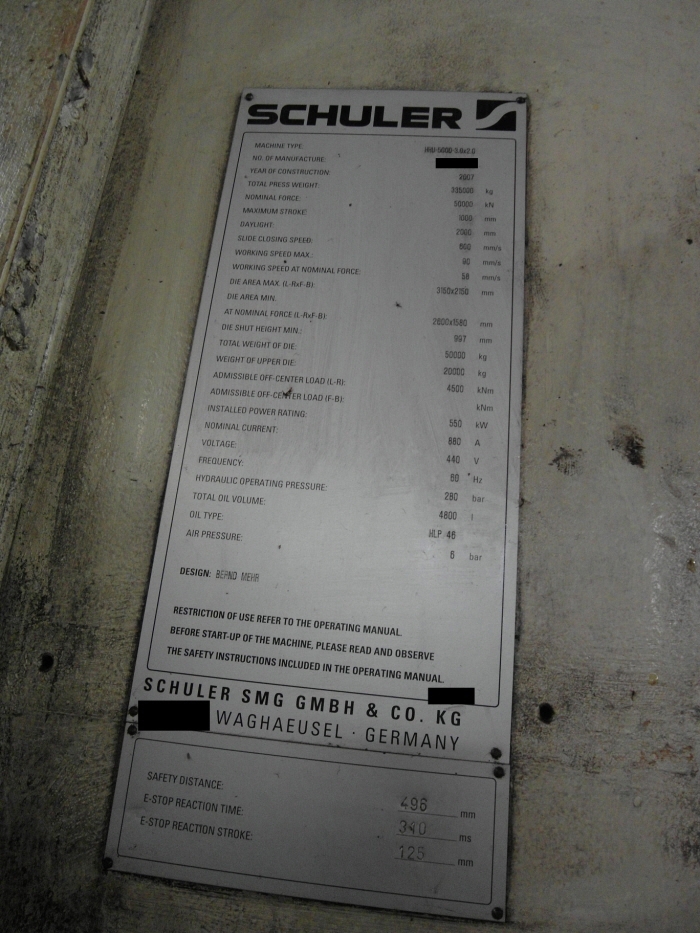 SCHULER
MACHINE TYPE:
NO. OF MANUFACTURE:
YEAR OF CONSTRUCTION: 2007
TOTAL PRESS WEIGHT: 335000 kg
NOMINAL FORCE: 50000 kN
MAXIMUM STROKE: 1000 mm
DAYLIGHT: 2000 mm
SLIDE CLOSING SPEED: 600 mm/s
WORKING SPEED MAX.: 90 mm/s
WORKING SPEED AT NOMINAL FORCE: 58 mm/s
DIE AREA MAX. (L-RxF-B): 3150x2150 mm
DIE AREA MIN.
AT NOMINAL FORCE (L-RxF-B): 2600x1580 mm
DIE SHUT HEIGHT MIN.: 997 mm
TOTAL WEIGHT OF DIE: 50000 kg
WEIGHT OF UPPER DIE: 20000 kg
ADMISSIBLE OFF-CENTER LOAD (L-R): 4500 kNm
ADMISSIBLE OFF-CENTER LOAD (F-B): kNm
INSTALLED POWER RATING: 550 kW
NOMINAL CURRENT: 880 A
VOLTAGE: 440 V
FREQUENCY: 60 Hz
HYDRAULIC OPERATING PRESSURE: 280 bar
TOTAL OIL VOLUME: 4800 l
OIL TYPE: HLP 46
AIR PRESSURE: 6 bar
DESIGN: BERND MEHR
RESTRICTION OF USE REFER TO THE OPERATING MANUAL.
BEFORE START-UP OF THE MACHINE, PLEASE READ AND OBSERVE
THE SAFETY INSTRUCTIONS INCLUDED IN THE OPERATING MANUAL.
SCHULER SMG GMBH & CO. KG
WAGHAEUSEL · GERMANY
SAFETY DISTANCE: 496 mm
E-STOP REACTION TIME: 340 ms
E-STOP REACTION STROKE: 125 mm